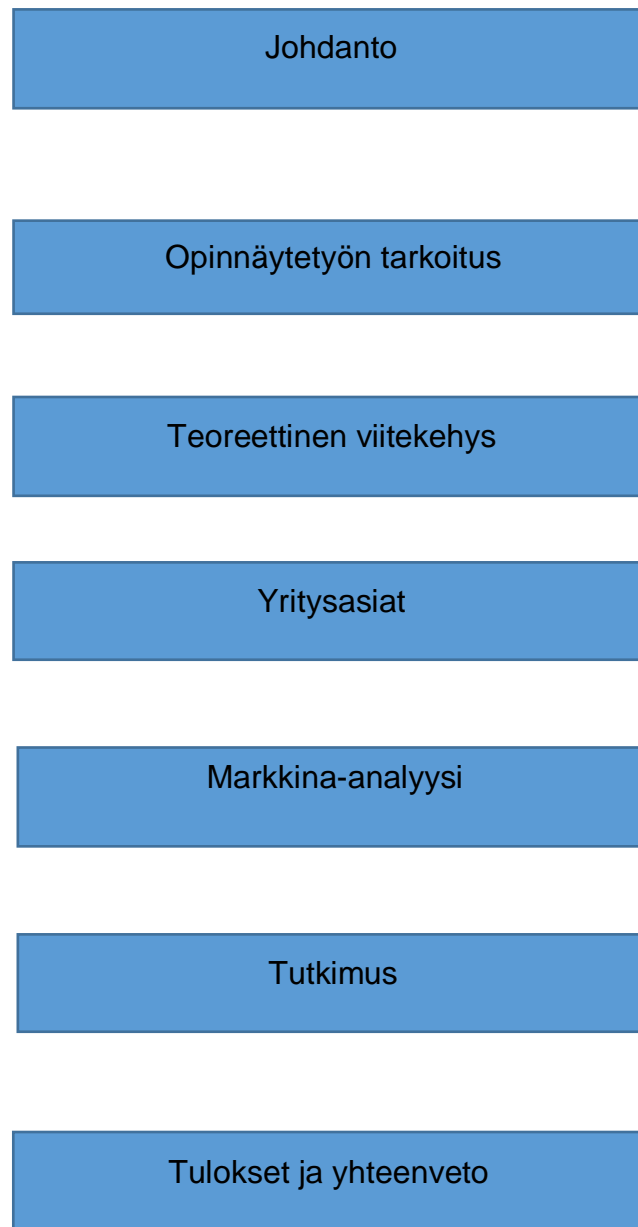 Johdanto
Opinnäytetyön tarkoitus
Teoreettinen viitekehys
Yritysasiat
Markkina-analyysi
Tutkimus
Tulokset ja yhteenveto